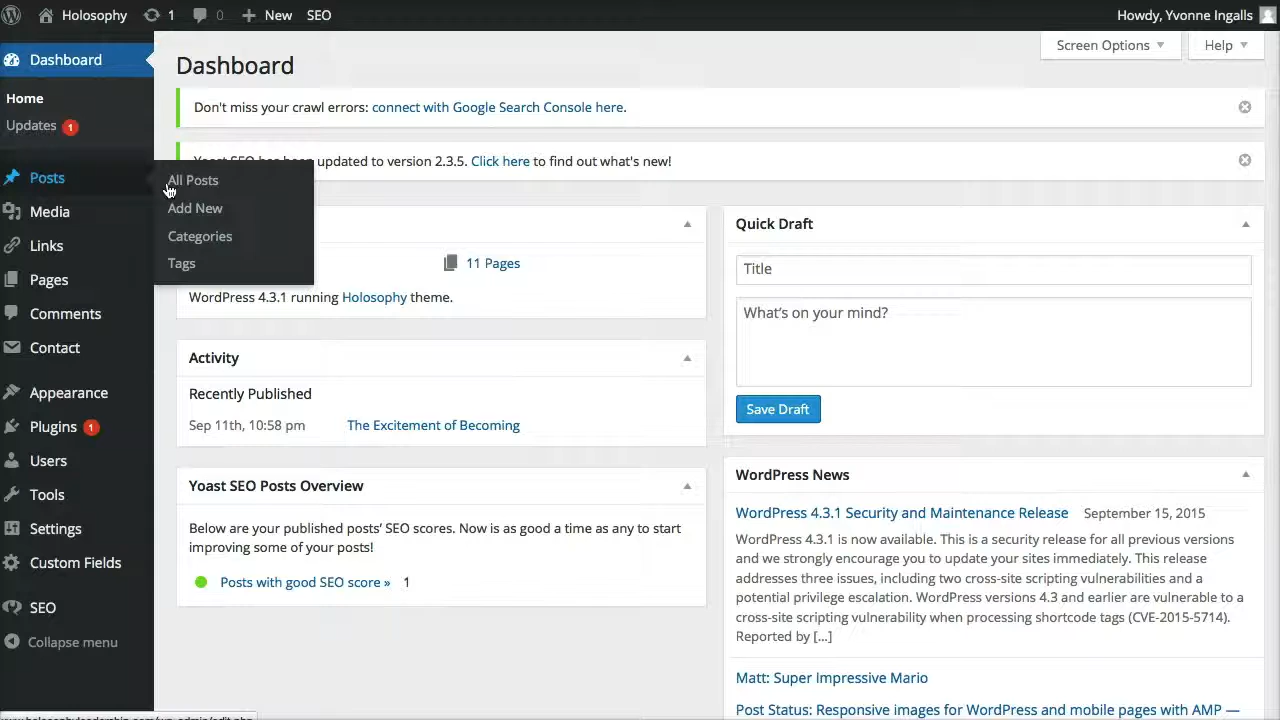 Holosophy 1 0 New SEO Howdy, Yvonne Ingalls
Dashboard
Home
Updates 1
Posts
Media
Links
Pages
Comments
Contact
Appearance
Plugins 1
Users
Tools
Settings
Custom Fields
SEO
Collapse menu
All Posts
Add New
Categories
Tags
Screen Options Help
Dashboard
Don't miss your crawl errors: connect with Google Search Console here.
updated to version 2.3.5. Click here to find out what's new!
11 Pages
WordPress 4.3.1 running Holosophy theme.
Activity
Recently Published
Sep 11th, 10:58 pm The Excitement of Becoming
Yoast SEO Posts Overview
Below are your published posts' SEO scores. Now is as good a time as any to start
improving some of your posts!
Posts with good SEO score » 1
Quick Draft
Title
What's on your mind?
Save Draft
WordPress News
WordPress 4.3.1 Security and Maintenance Release September 15, 2015
WordPress 4.3.1 is now available. This is a security release for all previous versions
and we strongly encourage you to update your sites immediately. This release
addresses three issues, including two cross-site scripting vulnerabilities and a
potential privilege escalation. WordPress versions 4.3 and earlier are vulnerable to a
cross-site scripting vulnerability when processing shortcode tags (CVE-2015-5714).
Reported by [...]
Matt: Super Impressive Mario
Post Status: Responsive images for WordPress and mobile pages with AMP —